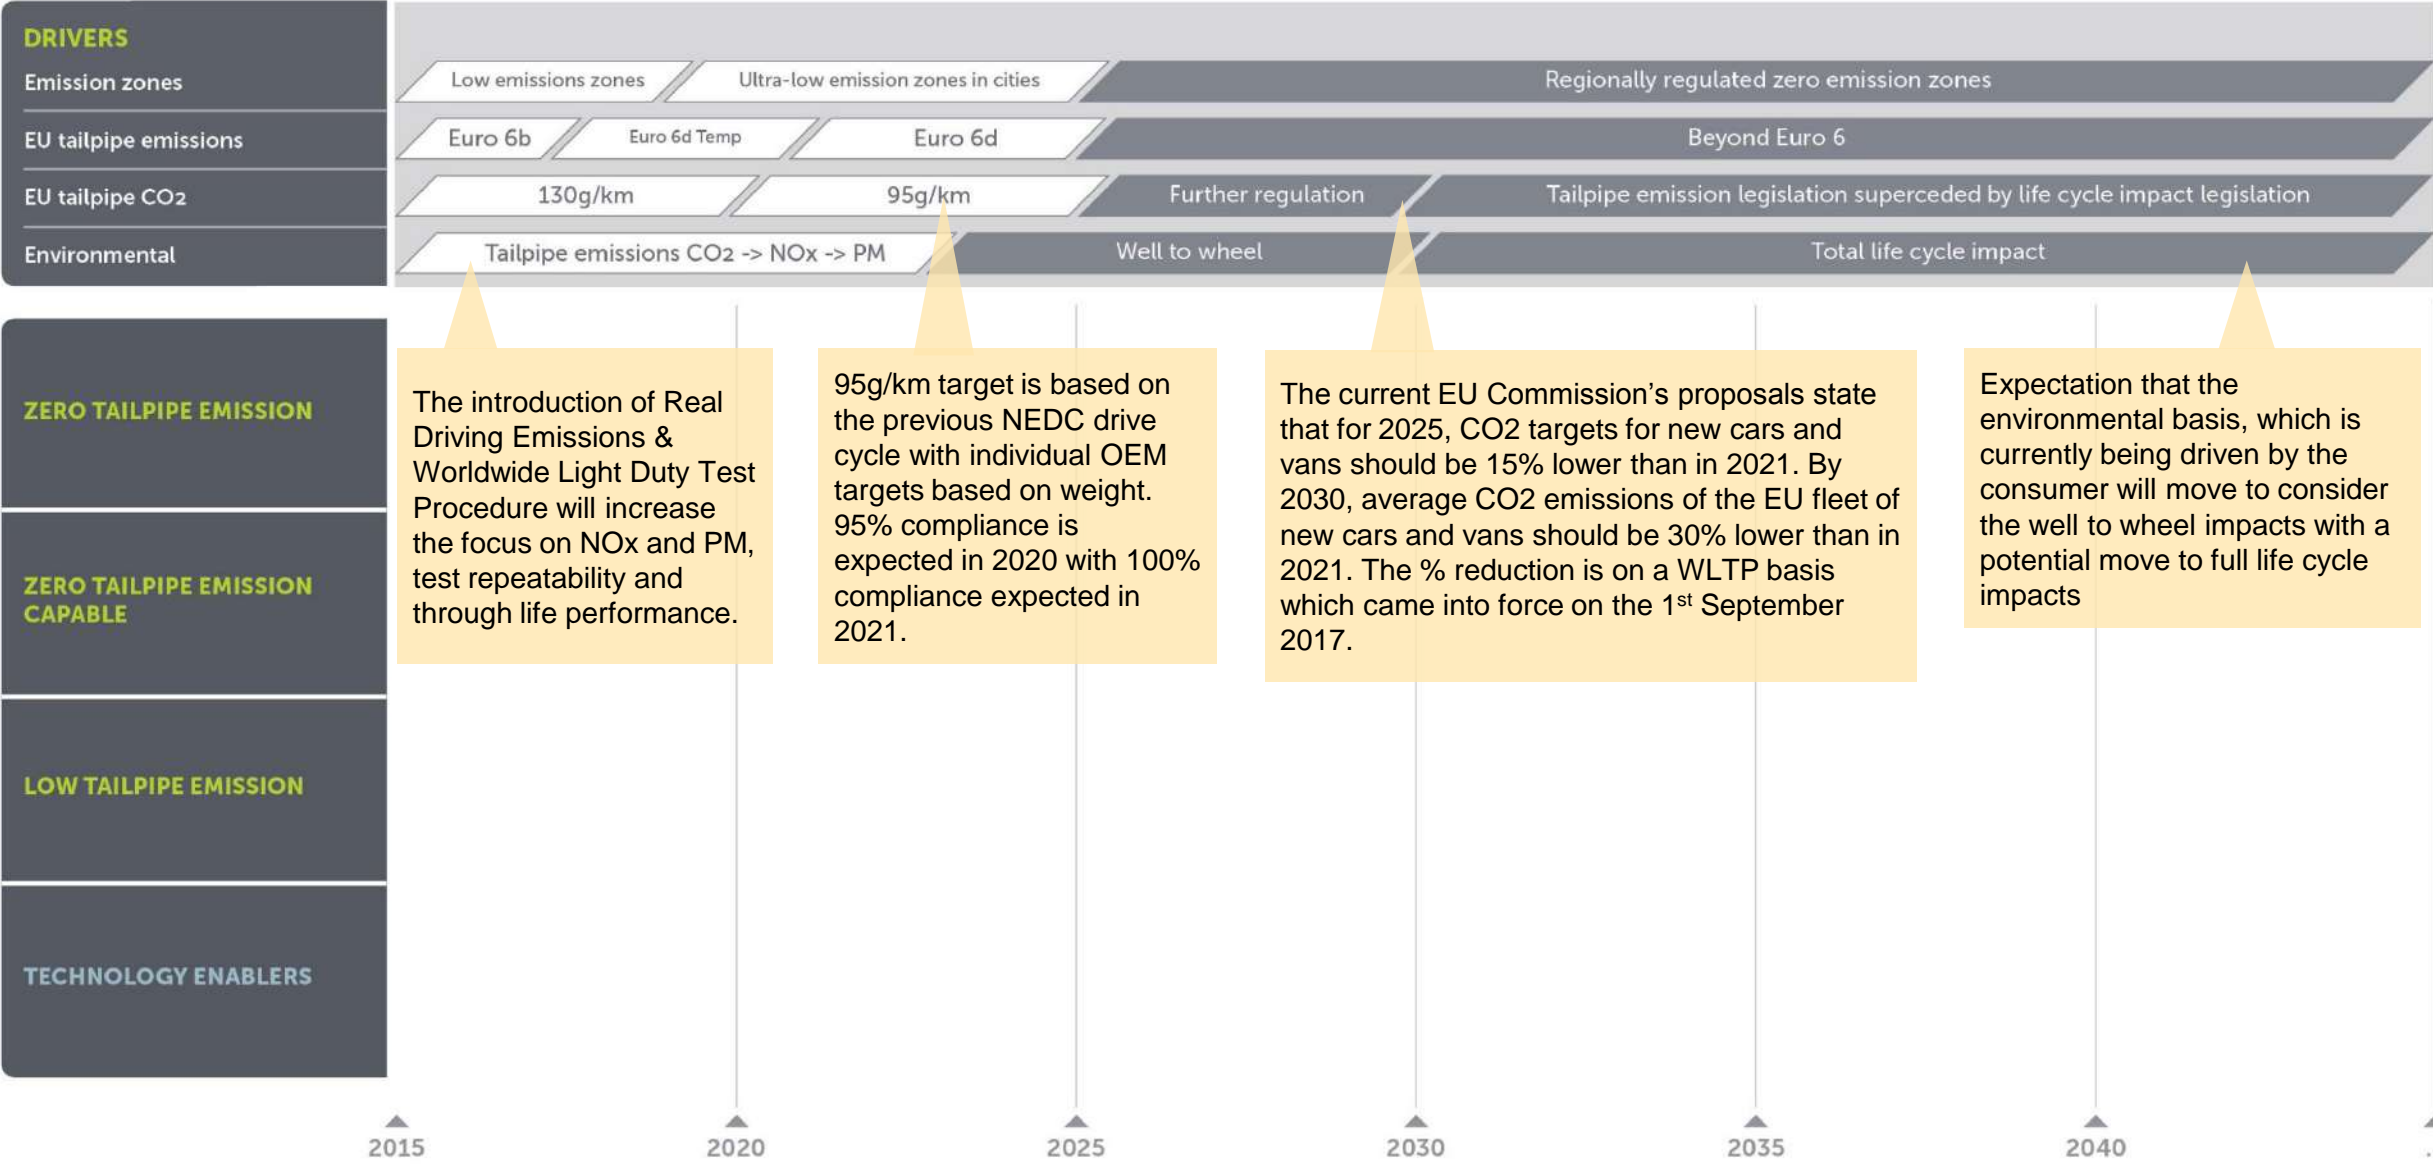 DRIVERS
Emission zones
Low emissions zones
Ultra-low emission zones in cities
Regionally regulated zero emission zones
EU tailpipe emissions
Euro 6b
Euro 6d Temp
Euro 6d
Beyond Euro 6
EU tailpipe CO2
130g/km
95g/km
Further regulation
Tailpipe emission legislation superceded by life cycle impact legislation
Environmental
Tailpipe emissions CO2 -> NOx -> PM
Well to wheel
Total life cycle impact
ZERO TAILPIPE EMISSION
ZERO TAILPIPE EMISSION
CAPABLE
LOW TAILPIPE EMISSION
TECHNOLOGY ENABLERS
The introduction of Real
Driving Emissions &
Worldwide Light Duty Test
Procedure will increase
the focus on NOx and PM,
test repeatability and
through life performance.
95g/km target is based on
the previous NEDC drive
cycle with individual OEM
targets based on weight.
95% compliance is
expected in 2020 with 100%
compliance expected in
2021.
The current EU Commission’s proposals state
that for 2025, CO2 targets for new cars and
vans should be 15% lower than in 2021. By
2030, average CO2 emissions of the EU fleet of
new cars and vans should be 30% lower than in
2021. The % reduction is on a WLTP basis
which came into force on the 1st September
2017.
Expectation that the
environmental basis, which is
currently being driven by the
consumer will move to consider
the well to wheel impacts with a
potential move to full life cycle
impacts
2015
2020
2025
2030
2035
2040